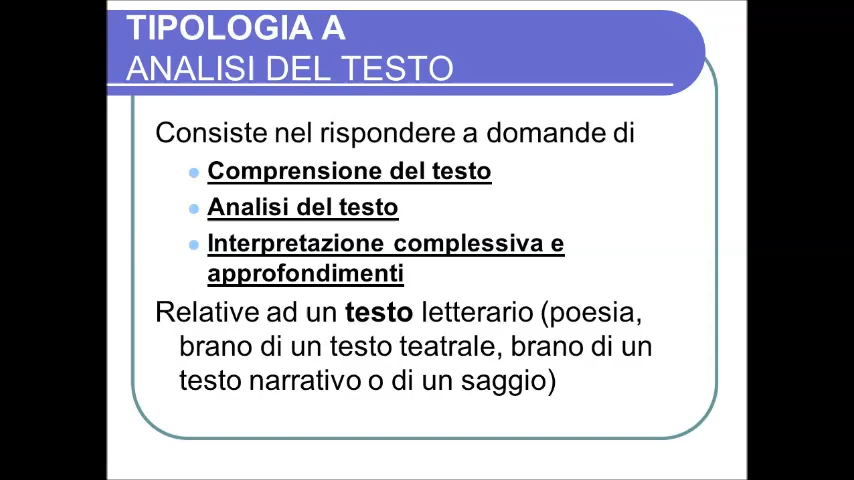 TIPOLOGIA A
ANALISI DEL TESTO
Consiste nel rispondere a domande di
Comprensione del testo
Analisi del testo
Interpretazione complessiva e
approfondimenti
Relative ad un testo letterario (poesia,
brano di un testo teatrale, brano di un
testo narrativo o di un saggio)